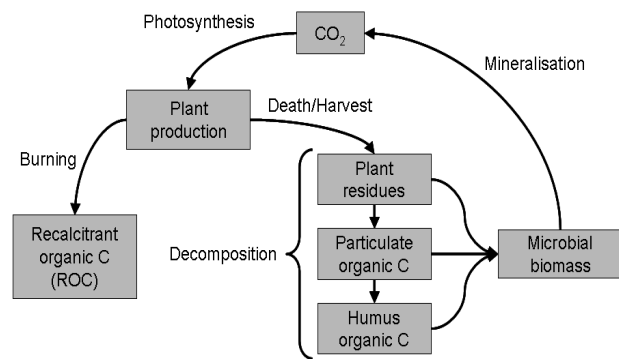 Photosynthesis
CO₂
Mineralisation
Plant
production
Death/Harvest
Burning
Plant
residues
Recalcitrant
organic C
(ROC)
Decomposition
Particulate
organic C
Microbial
biomass
Humus
organic C